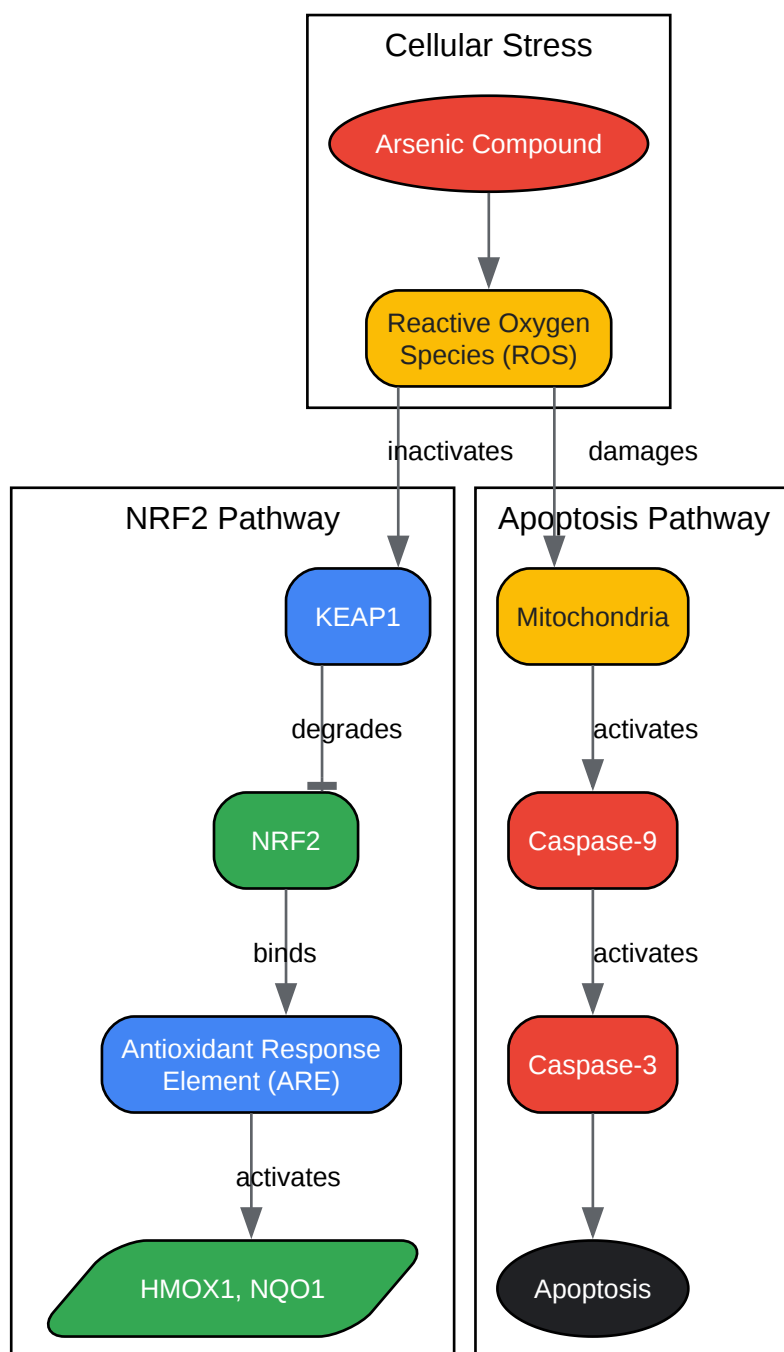 Cellular Stress
Arsenic Compound
Reactive Oxygen
Species (ROS)
inactivates
damages
NRF2 Pathway
KEAP1
degrades
NRF2
binds
Antioxidant Response
Element (ARE)
activates
HMOX1, NQO1
Apoptosis Pathway
Mitochondria
activates
Caspase-9
activates
Caspase-3
Apoptosis